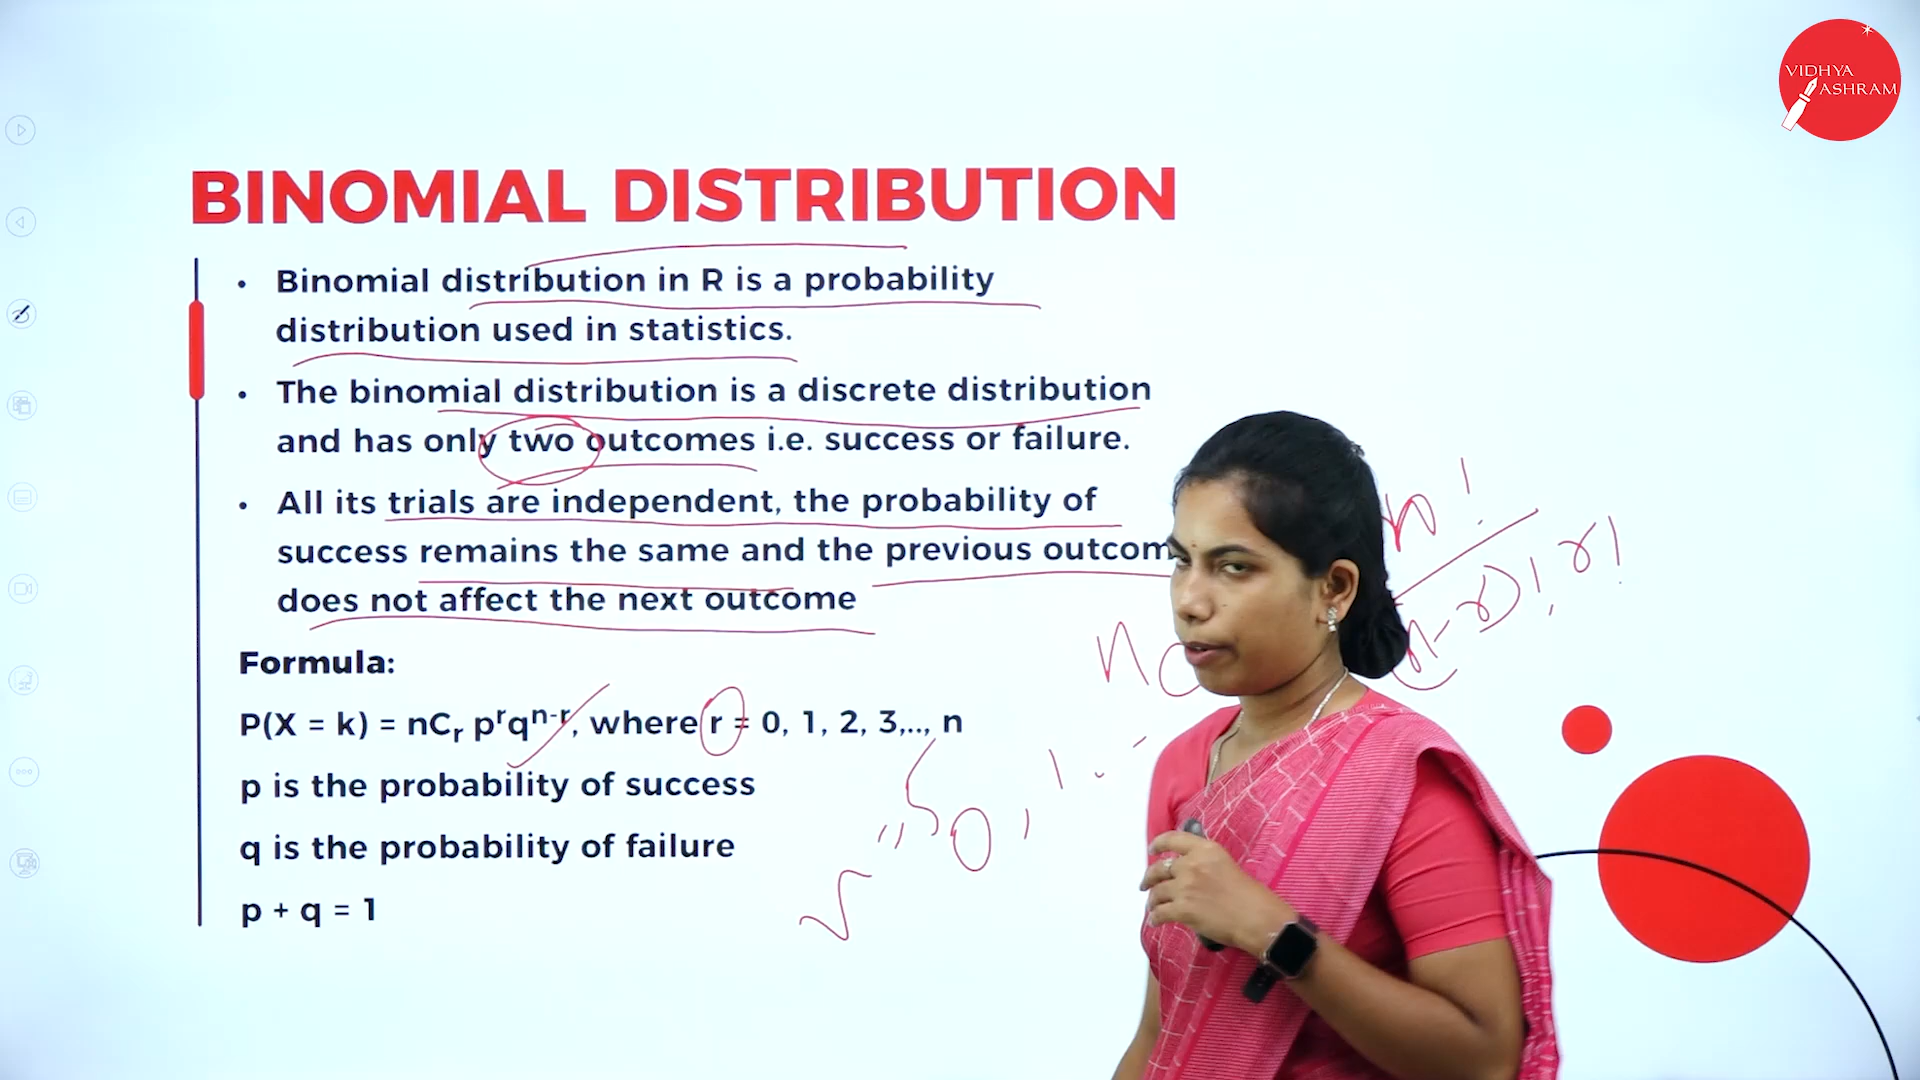 VIDHYA
ASHRAM
BINOMIAL DISTRIBUTION
• Binomial distribution in R is a probability
distribution used in statistics.
• The binomial distribution is a discrete distribution
and has only two outcomes i.e. success or failure.
• All its trials are independent, the probability of
success remains the same and the previous outcom
does not affect the next outcome
n!
(n-r)! r!
nC
Formula:
P(X = k) = nCᵣ pʳqⁿ⁻ʳ, where r = 0, 1, 2, 3,.., n
p is the probability of success
0, 1
q is the probability of failure
p + q = 1